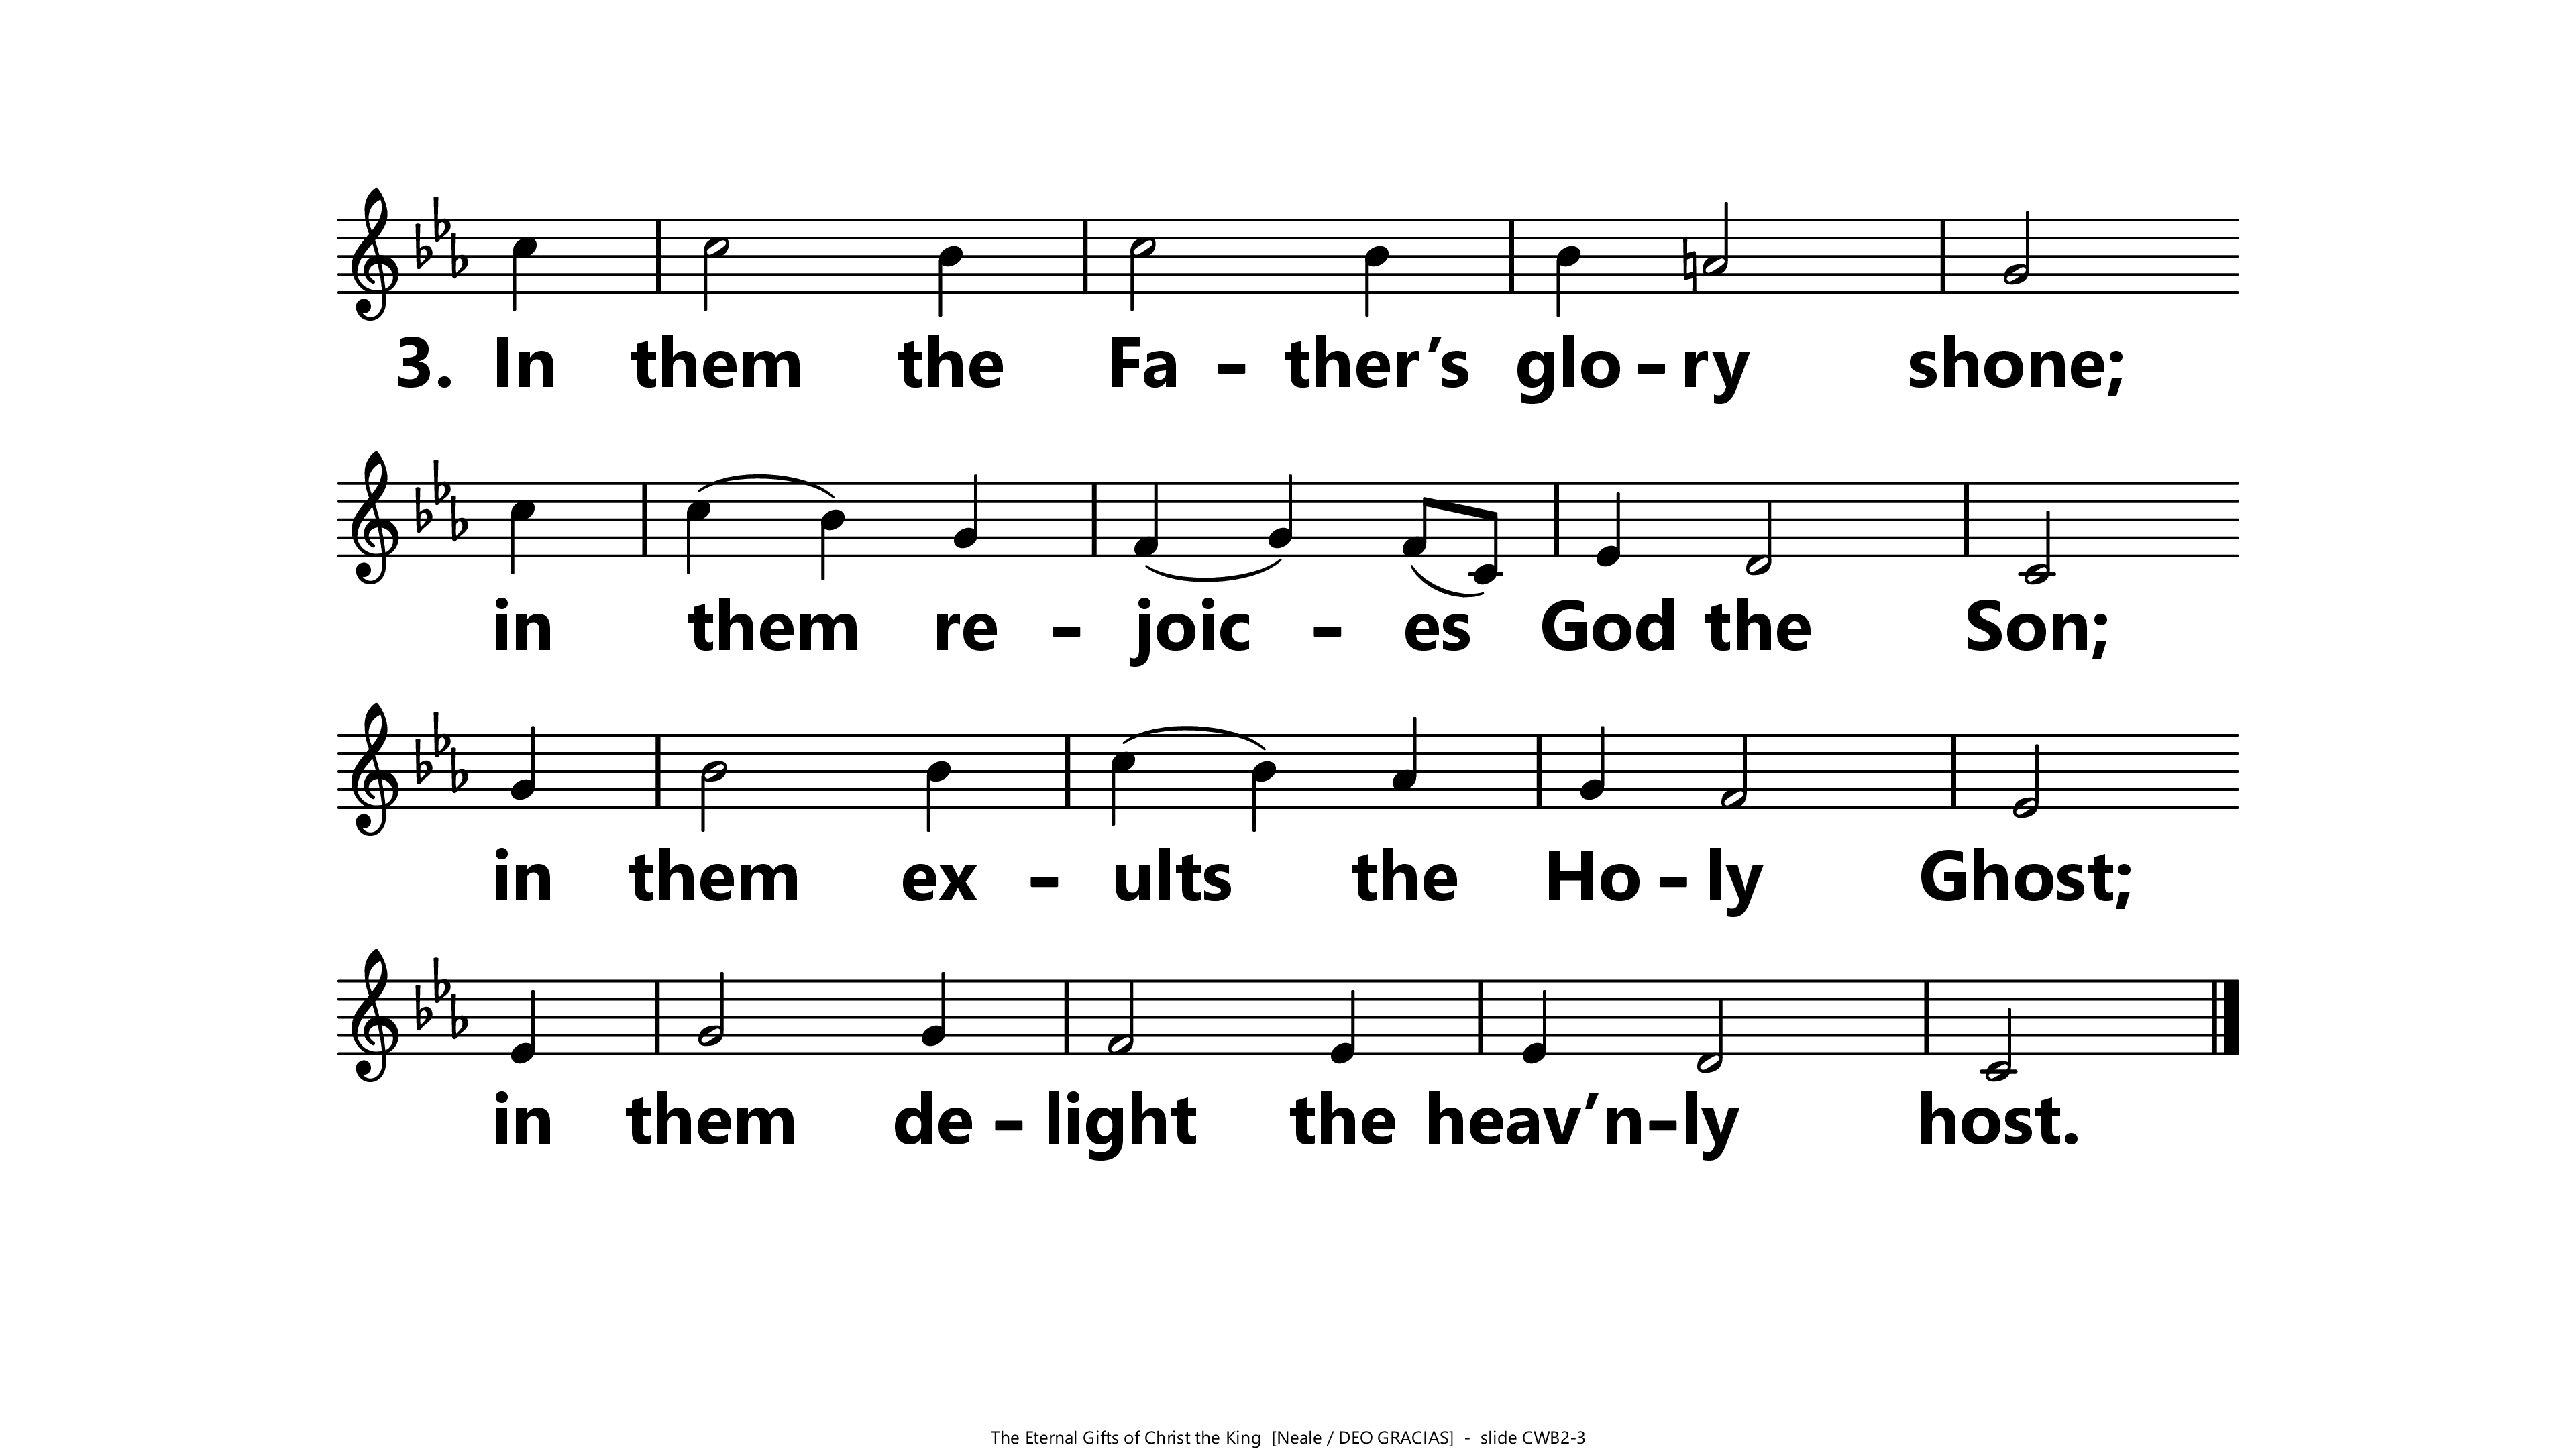 3. In them the Fa - ther’s glo - ry shone;
in them re - joic - es God the Son;
in them ex - ults the Ho - ly Ghost;
in them de - light the heav’n-ly host.
The Eternal Gifts of Christ the King [Neale / DEO GRACIAS] - slide CWB2-3